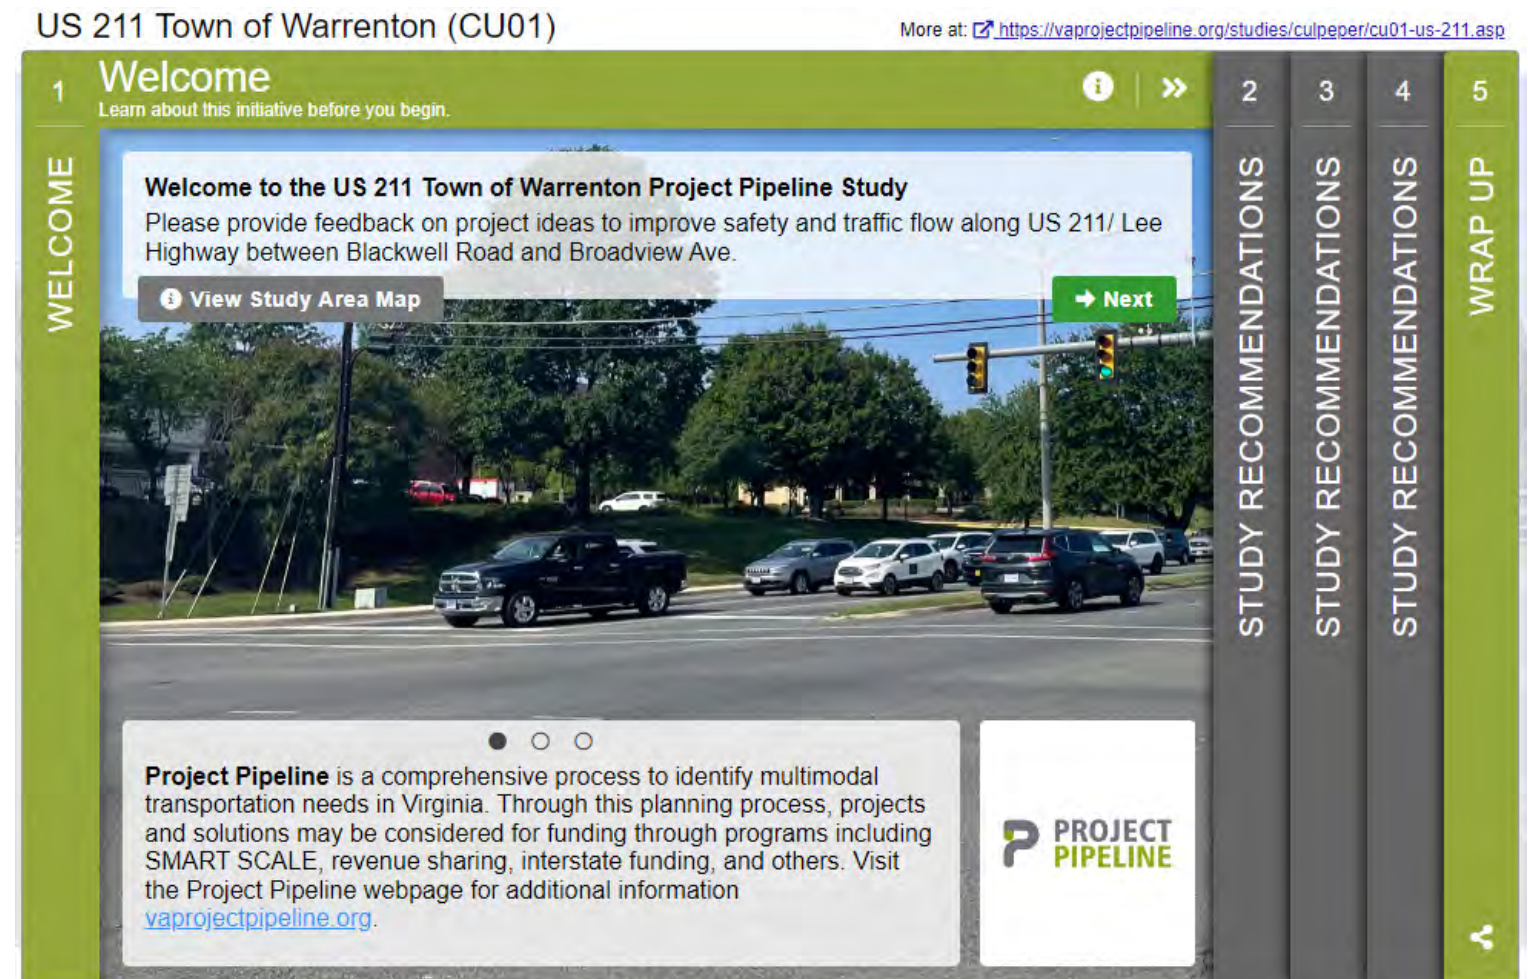 US 211 Town of Warrenton (CU01)
More at: https://vaprojectpipeline.org/studies/culpeper/cu01-us-211.asp
1
WELCOME
Welcome
Learn about this initiative before you begin.
Welcome to the US 211 Town of Warrenton Project Pipeline Study
Please provide feedback on project ideas to improve safety and traffic flow along US 211/ Lee
Highway between Blackwell Road and Broadview Ave.
View Study Area Map
Next
Project Pipeline is a comprehensive process to identify multimodal
transportation needs in Virginia. Through this planning process, projects
and solutions may be considered for funding through programs including
SMART SCALE, revenue sharing, interstate funding, and others. Visit
the Project Pipeline webpage for additional information
vaprojectpipeline.org.
PROJECT
PIPELINE
2
STUDY RECOMMENDATIONS
3
STUDY RECOMMENDATIONS
4
STUDY RECOMMENDATIONS
5
WRAP UP